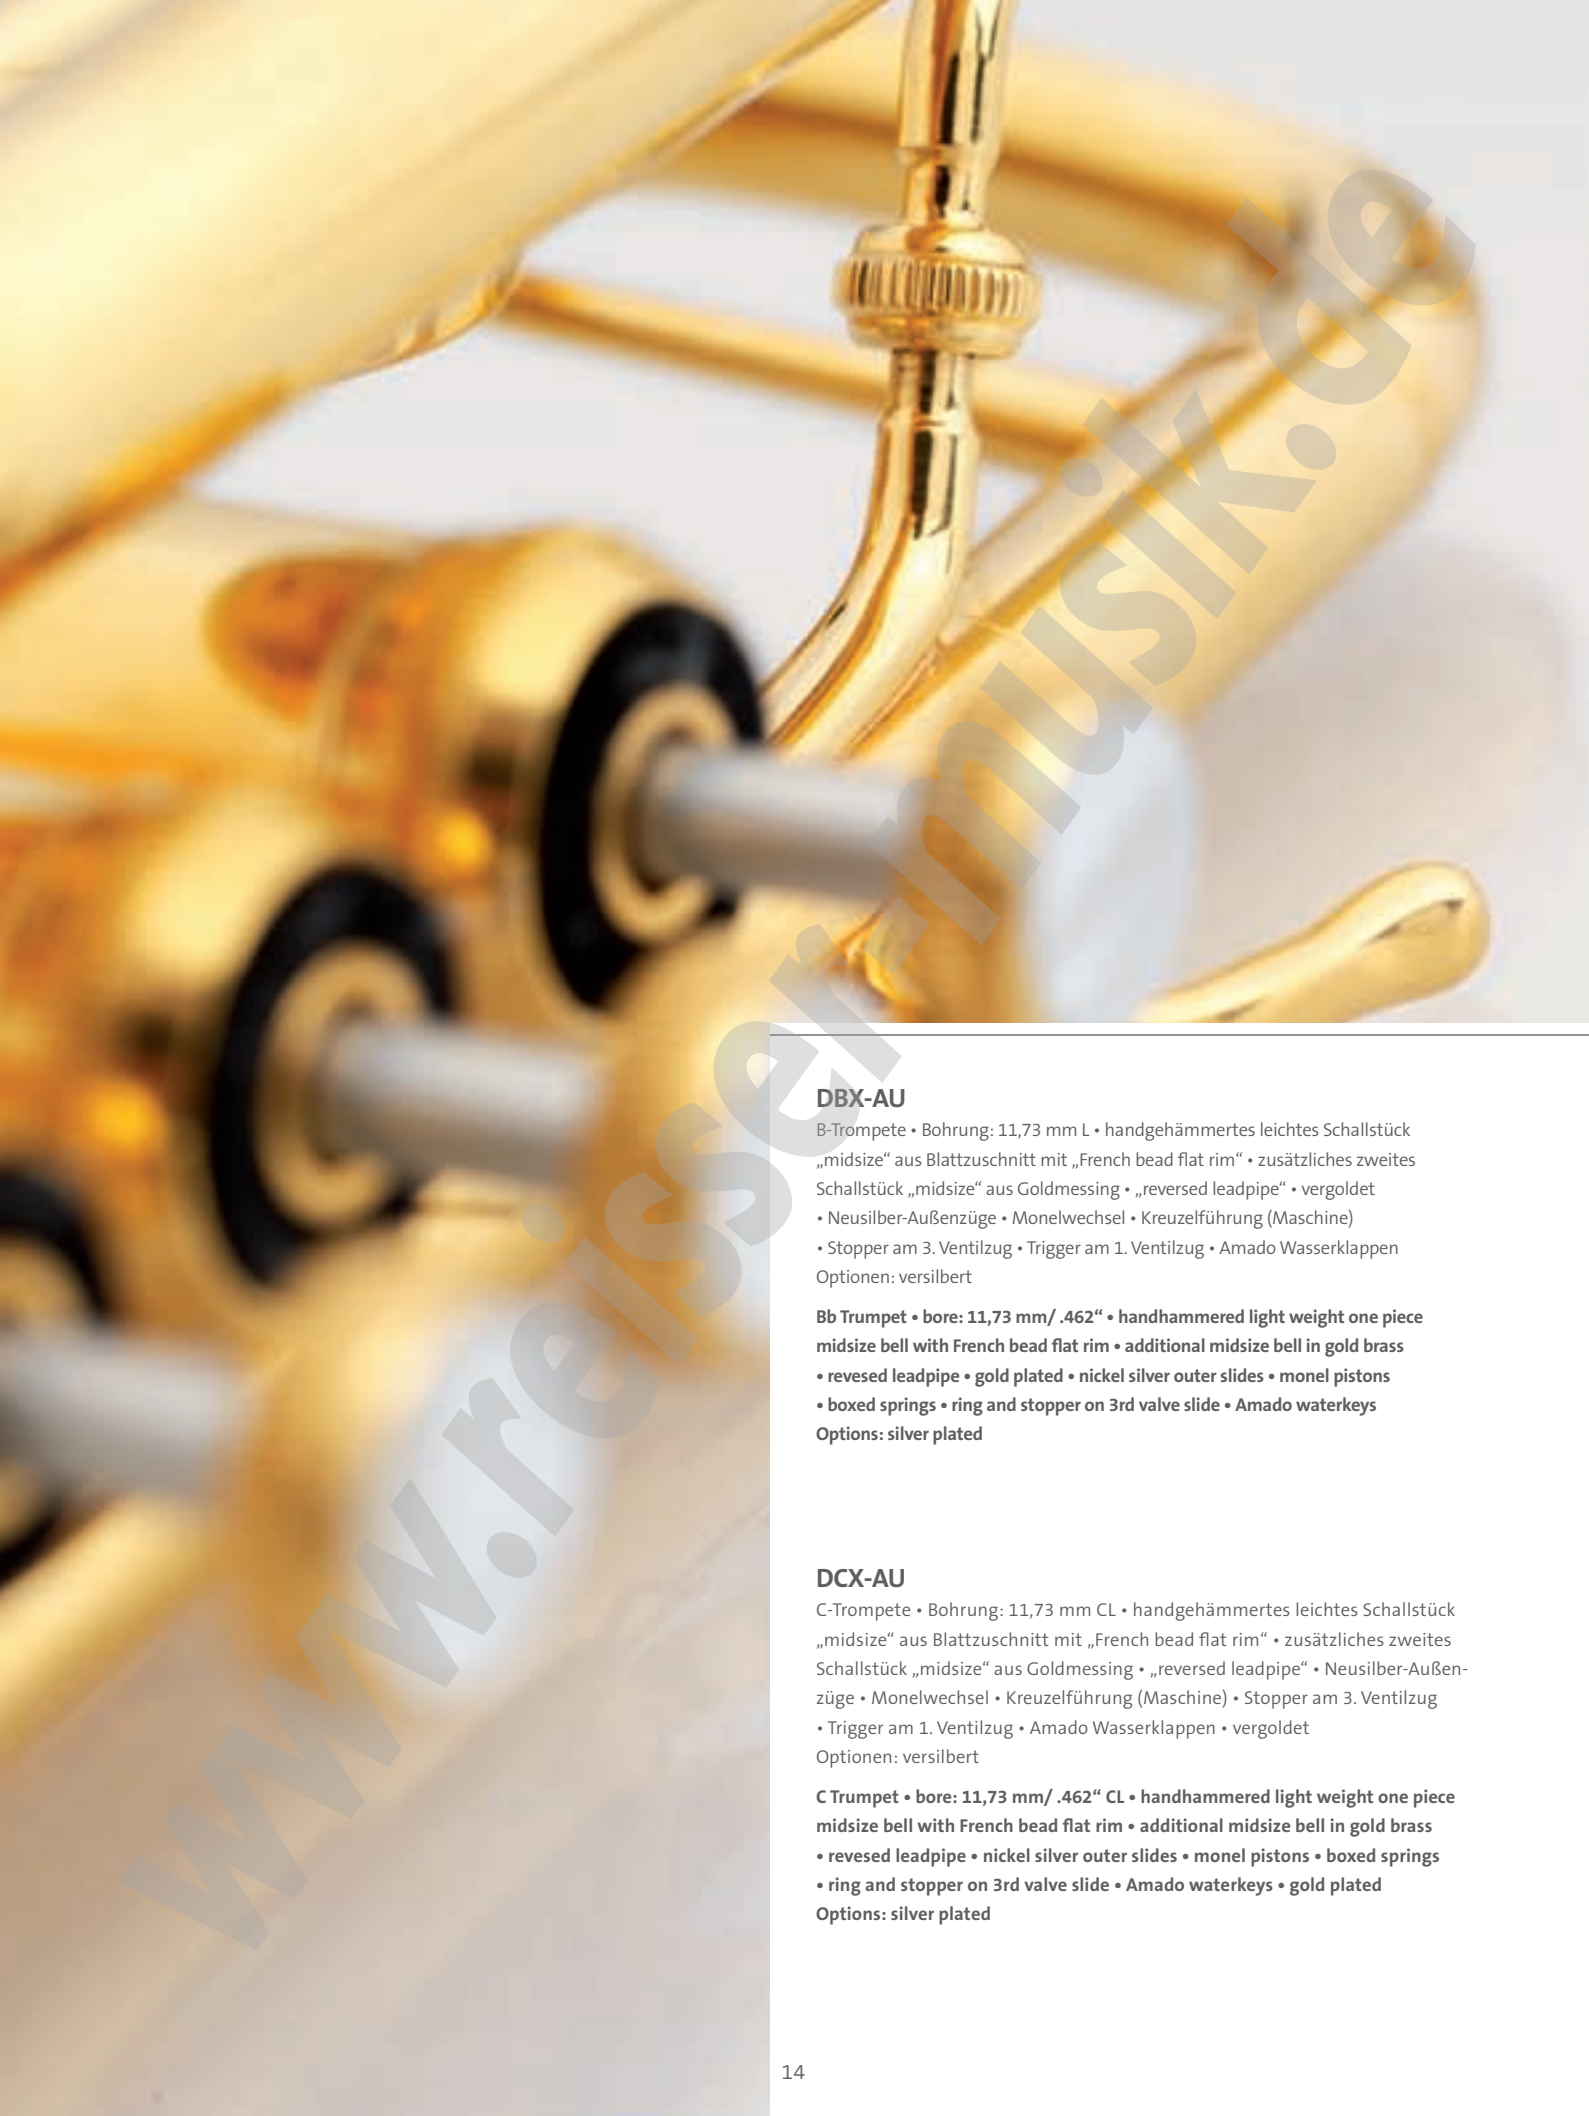 DBX-AU
B-Trompete • Bohrung: 11,73 mm L • handgehämmertes leichtes Schallstück
„midsize“ aus Blattzuschnitt mit „French bead flat rim“ • zusätzliches zweites
Schallstück „midsize“ aus Goldmessing • „reversed leadpipe“ • vergoldet
• Neusilber-Außenzüge • Monelwechsel • Kreuzelführung (Maschine)
• Stopper am 3. Ventilzug • Trigger am 1. Ventilzug • Amado Wasserklappen
Optionen: versilbert
Bb Trumpet • bore: 11,73 mm/ .462“ • handhammered light weight one piece
midsize bell with French bead flat rim • additional midsize bell in gold brass
• revesed leadpipe • gold plated • nickel silver outer slides • monel pistons
• boxed springs • ring and stopper on 3rd valve slide • Amado waterkeys
Options: silver plated
DCX-AU
C-Trompete • Bohrung: 11,73 mm CL • handgehämmertes leichtes Schallstück
„midsize“ aus Blattzuschnitt mit „French bead flat rim“ • zusätzliches zweites
Schallstück „midsize“ aus Goldmessing • „reversed leadpipe“ • Neusilber-Außen-
züge • Monelwechsel • Kreuzelführung (Maschine) • Stopper am 3. Ventilzug
• Trigger am 1. Ventilzug • Amado Wasserklappen • vergoldet
Optionen: versilbert
C Trumpet • bore: 11,73 mm/ .462“ CL • handhammered light weight one piece
midsize bell with French bead flat rim • additional midsize bell in gold brass
• revesed leadpipe • nickel silver outer slides • monel pistons • boxed springs
• ring and stopper on 3rd valve slide • Amado waterkeys • gold plated
Options: silver plated
14
www.reisser-musik.de